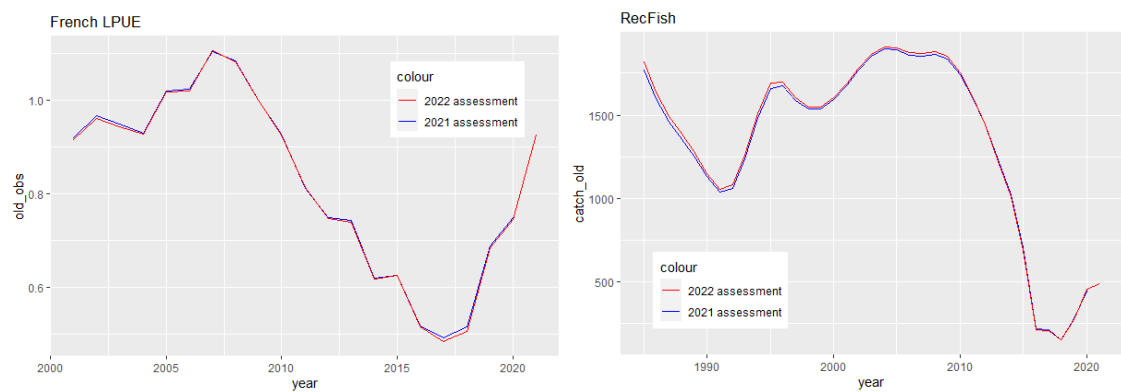 French LPUE
old_obs
1.0
0.8
0.6
colour
2022 assessment
2021 assessment
2000
2005
2010
2015
2020
year
RecFish
catch_old
1500
1000
500
colour
2022 assessment
2021 assessment
1990
2000
2010
2020
year